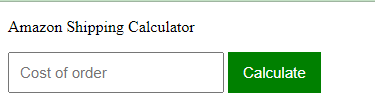 Amazon Shipping Calculator
Cost of order
Calculate